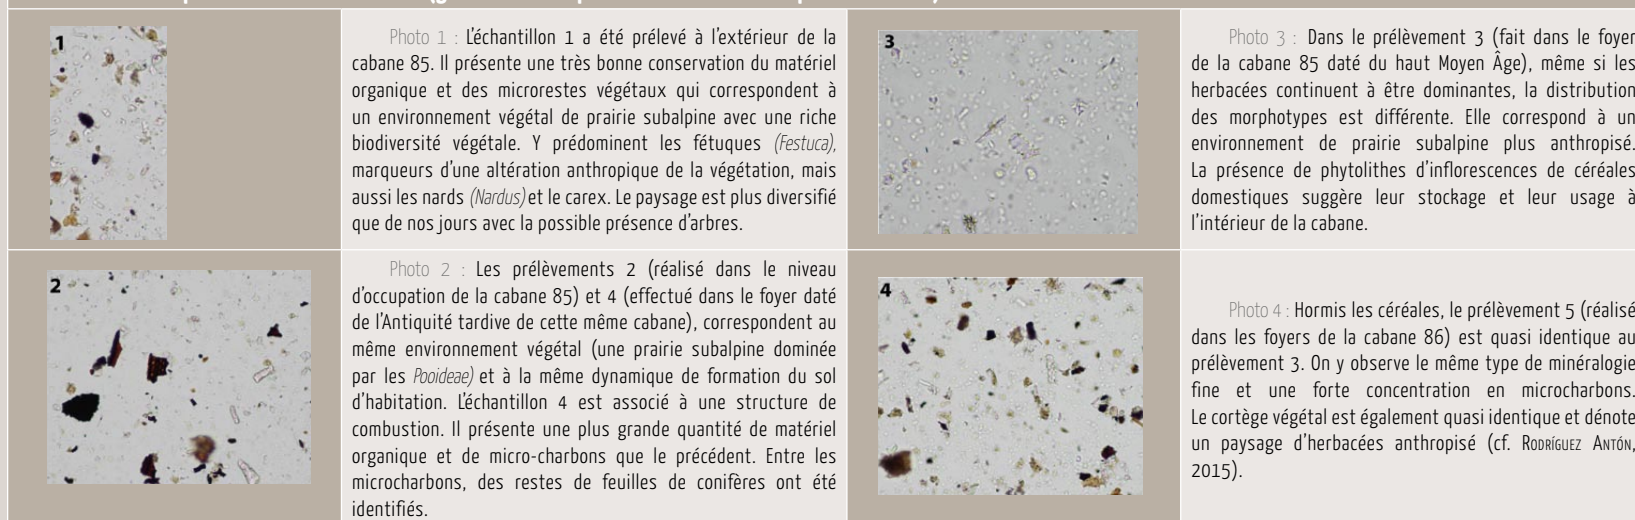 1
Photo 1 : L'échantillon 1 a été prélevé à l'extérieur de la
cabane 85. Il présente une très bonne conservation du matériel
organique et des microrestes végétaux qui correspondent à
un environnement végétal de prairie subalpine avec une riche
biodiversité végétale. Y prédominent les fétuques (Festuca),
marqueurs d'une altération anthropique de la végétation, mais
aussi les nards (Nardus) et le carex. Le paysage est plus diversifié
que de nos jours avec la possible présence d'arbres.
3
Photo 3 : Dans le prélèvement 3 (fait dans le foyer
de la cabane 85 daté du haut Moyen Âge), même si les
herbacées continuent à être dominantes, la distribution
des morphotypes est différente. Elle correspond à un
environnement de prairie subalpine plus anthropisé.
La présence de phytolithes d'inflorescences de céréales
domestiques suggère leur stockage et leur usage à
l'intérieur de la cabane.
2
Photo 2 : Les prélèvements 2 (réalisé dans le niveau
d'occupation de la cabane 85) et 4 (effectué dans le foyer daté
de l'Antiquité tardive de cette même cabane), correspondent au
même environnement végétal (une prairie subalpine dominée
par les Pooideae) et à la même dynamique de formation du sol
d'habitation. L'échantillon 4 est associé à une structure de
combustion. Il présente une plus grande quantité de matériel
organique et de micro-charbons que le précédent. Entre les
microcharbons, des restes de feuilles de conifères ont été
identifiés.
4
Photo 4 : Hormis les céréales, le prélèvement 5 (réalisé
dans les foyers de la cabane 86) est quasi identique au
prélèvement 3. On y observe le même type de minéralogie
fine et une forte concentration en microcharbons.
Le cortège végétal est également quasi identique et dénote
un paysage d'herbacées anthropisé (cf. Rodríguez Antón,
2015).